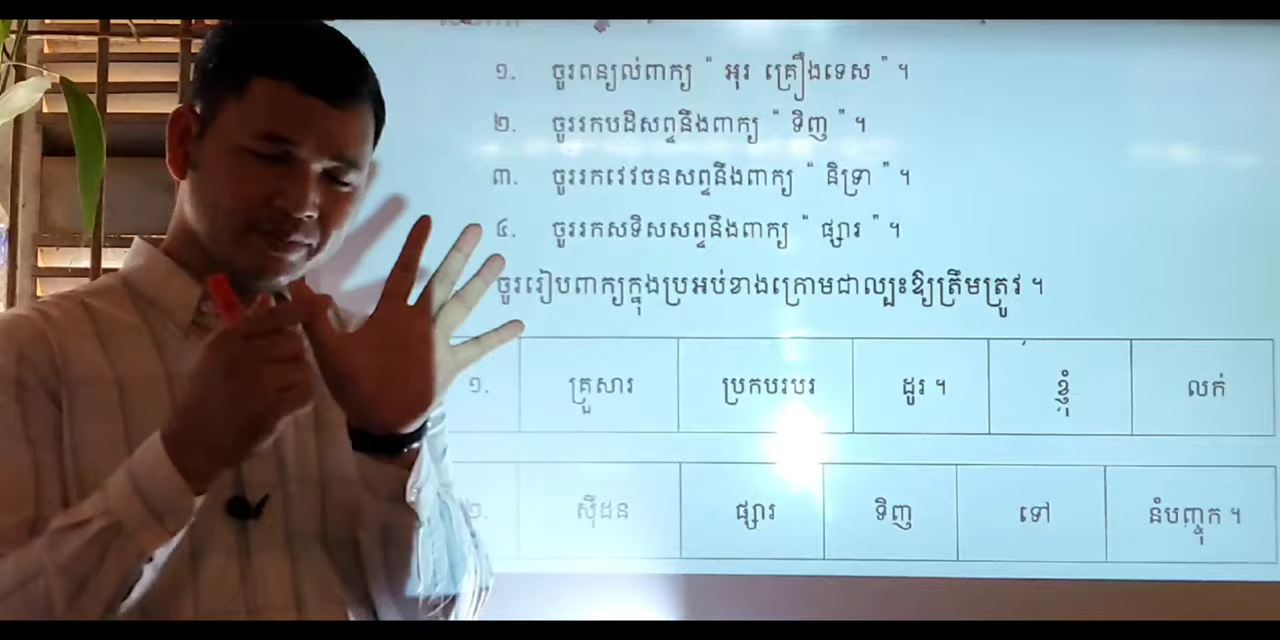 ១. ចូរពន្យល់ពាក្យ " អុរ គ្រឿងទេស " ។
២. ចូររកបដិសព្ទនឹងពាក្យ " ទិញ " ។
៣. ចូររកវេវចនសព្ទនឹងពាក្យ " និទ្រា " ។
៤. ចូររកសទិសសព្ទនឹងពាក្យ " ផ្សារ " ។
ចូររៀបពាក្យក្នុងប្រអប់ខាងក្រោមជាល្បះឱ្យត្រឹមត្រូវ ។
១. គ្រួសារ ប្រកបរបរ ដូរ ។ ខ្ញុំ លក់
២. ស៊ីដន ផ្សារ ទិញ ទៅ នំបញ្ចុក ។